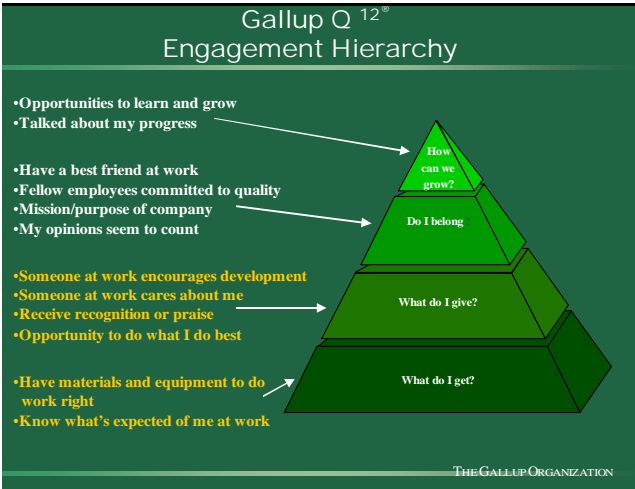 Gallup Q 12®
Engagement Hierarchy
•Opportunities to learn and grow
•Talked about my progress
•Have a best friend at work
•Fellow employees committed to quality
•Mission/purpose of company
•My opinions seem to count
•Someone at work encourages development
•Someone at work cares about me
•Receive recognition or praise
•Opportunity to do what I do best
•Have materials and equipment to do
work right
•Know what's expected of me at work
How
can we
grow?
Do I belong?
What do I give?
What do I get?
THE GALLUP ORGANIZATION